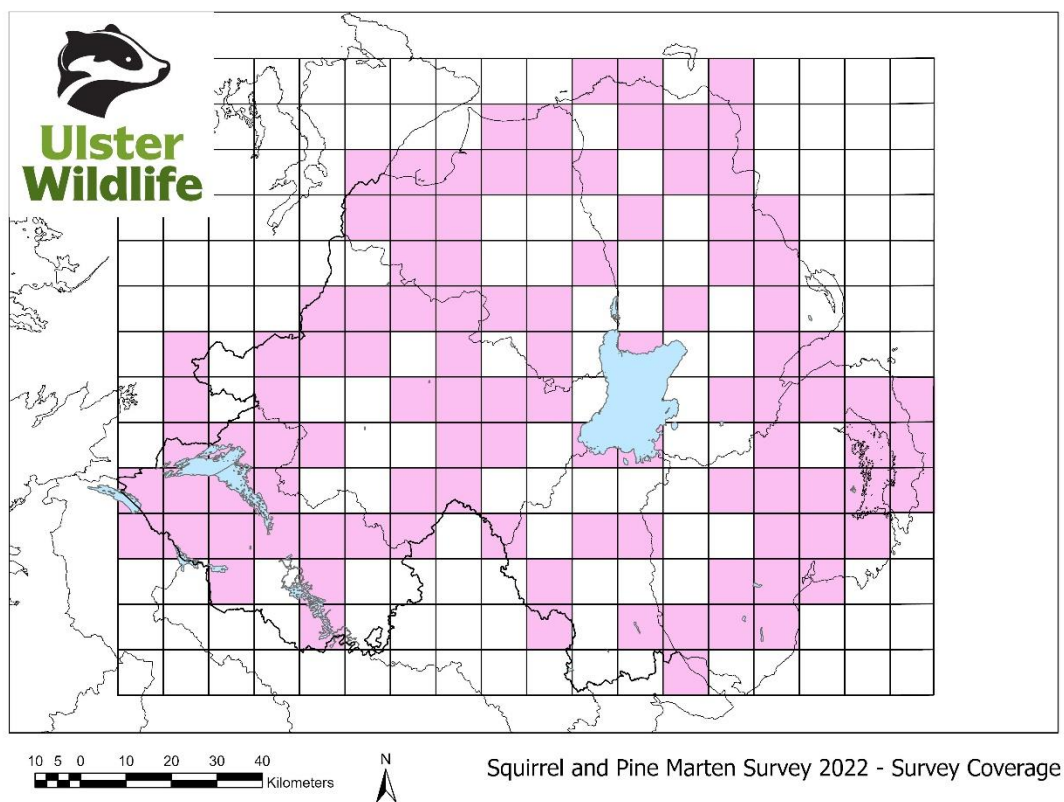 Ulster
Wildlife
10 5 0 10 20 30 40
Kilometers
N
Squirrel and Pine Marten Survey 2022 - Survey Coverage